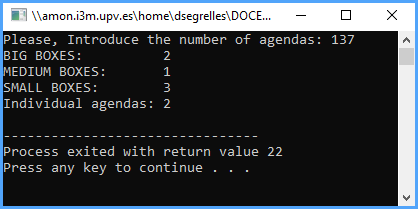 \\amon.i3m.upv.es\home\dsegrelles\DOCE...
Please, Introduce the number of agendas: 137
BIG BOXES:          2
MEDIUM BOXES:       1
SMALL BOXES:        3
Individual agendas: 2
--------------------------------
Process exited with return value 22
Press any key to continue . . .